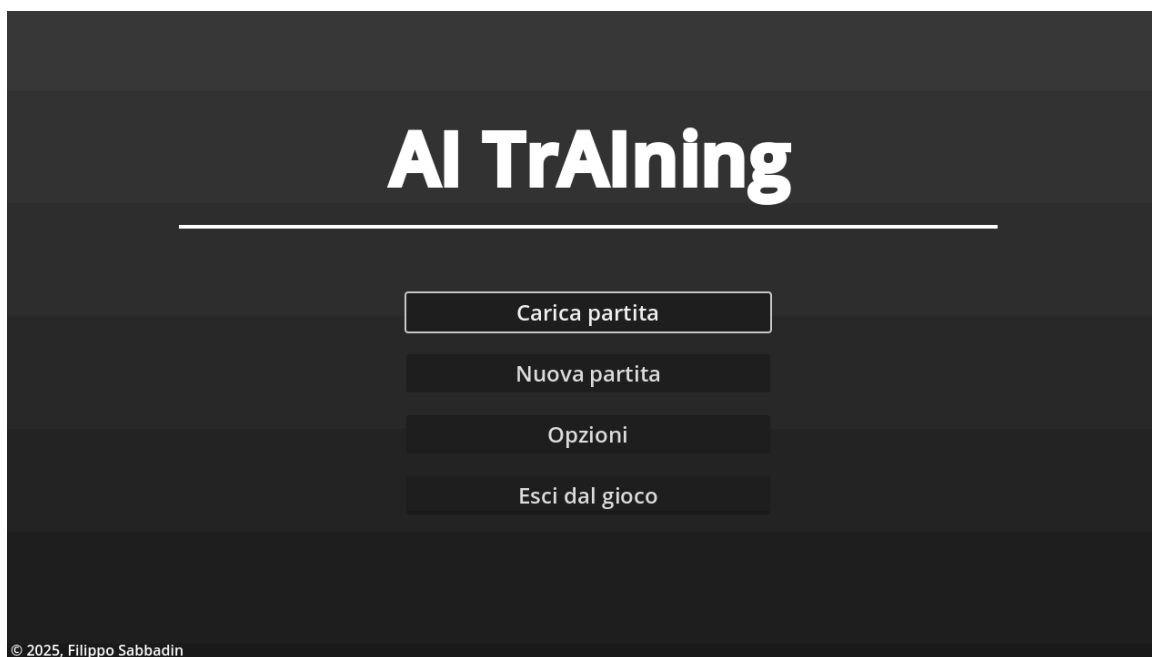 AI TrAIning
Carica partita
Nuova partita
Opzioni
Esci dal gioco
© 2025, Filippo Sabbadin